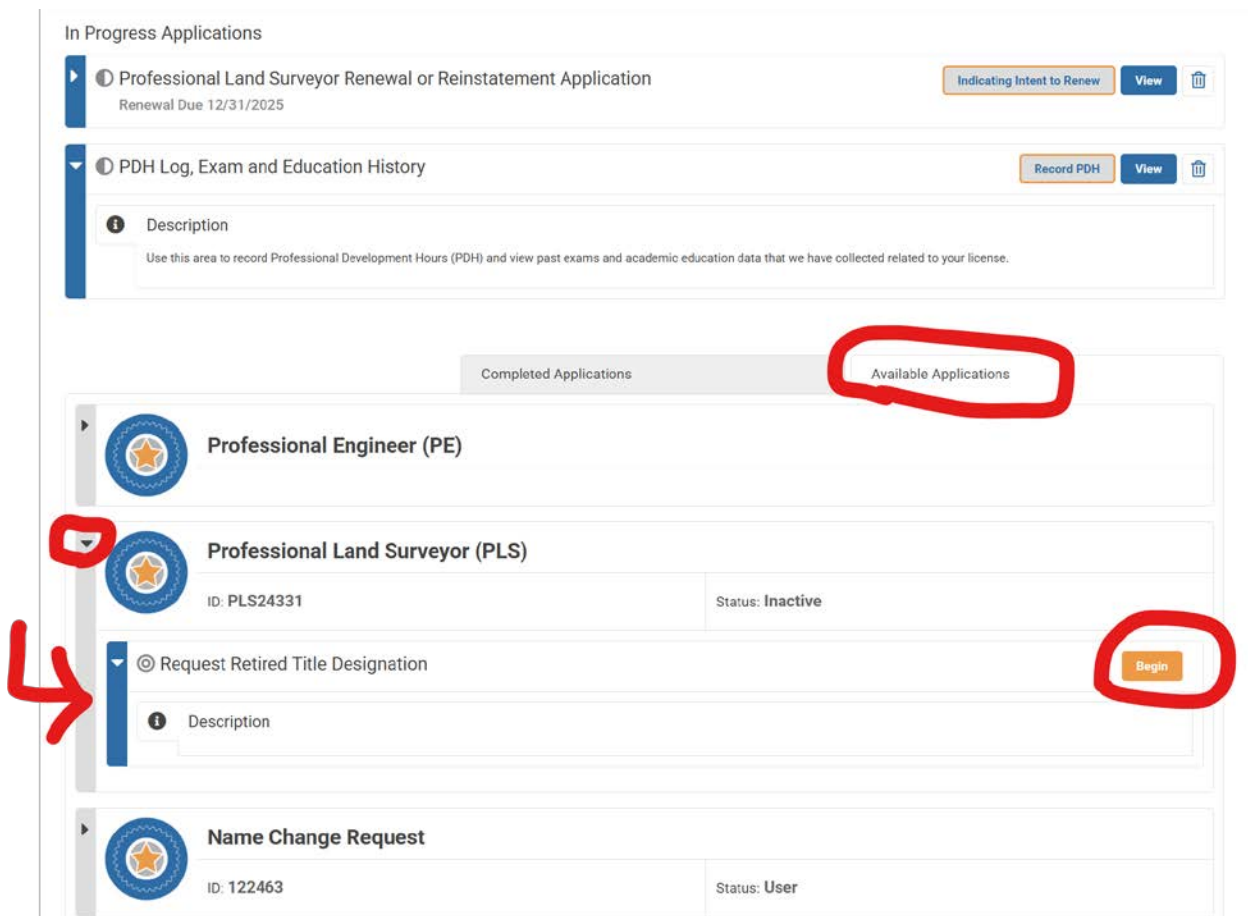 In Progress Applications
Professional Land Surveyor Renewal or Reinstatement Application
Indicating Intent to Renew
View
Renewal Due 12/31/2025
PDH Log, Exam and Education History
Record PDH
View
Description
Use this area to record Professional Development Hours (PDH) and view past exams and academic education data that we have collected related to your license.
Completed Applications
Available Applications
Professional Engineer (PE)
Professional Land Surveyor (PLS)
ID: PLS24331
Status: Inactive
Request Retired Title Designation
Begin
Description
Name Change Request
ID: 122463
Status: User